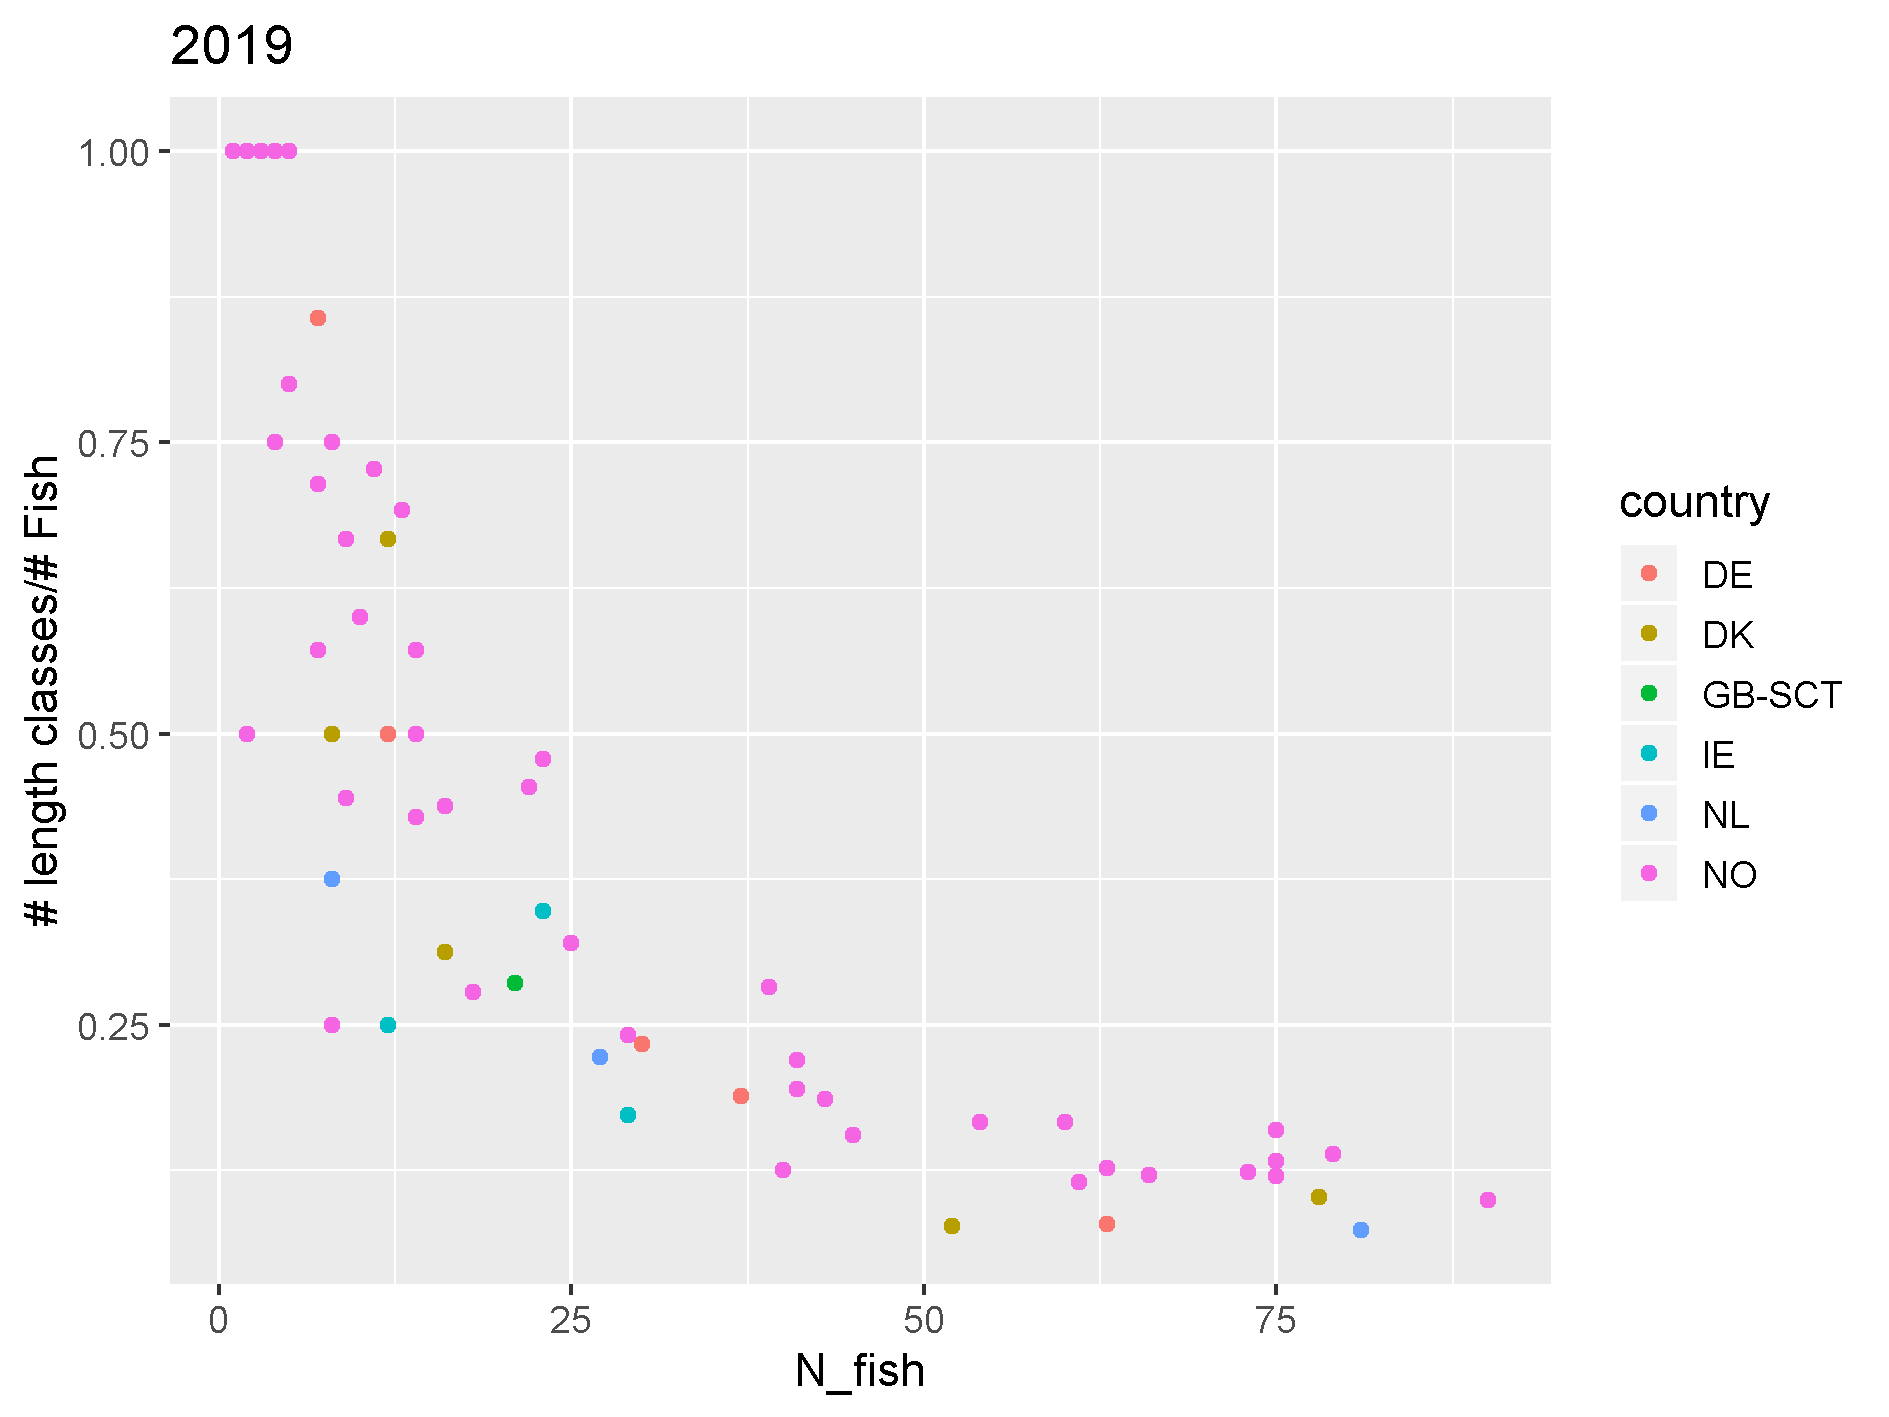 2019
# length classes/# Fish
1.00
0.75
0.50
0.25
0
25
50
75
N_fish
country
DE
DK
GB-SCT
IE
NL
NO